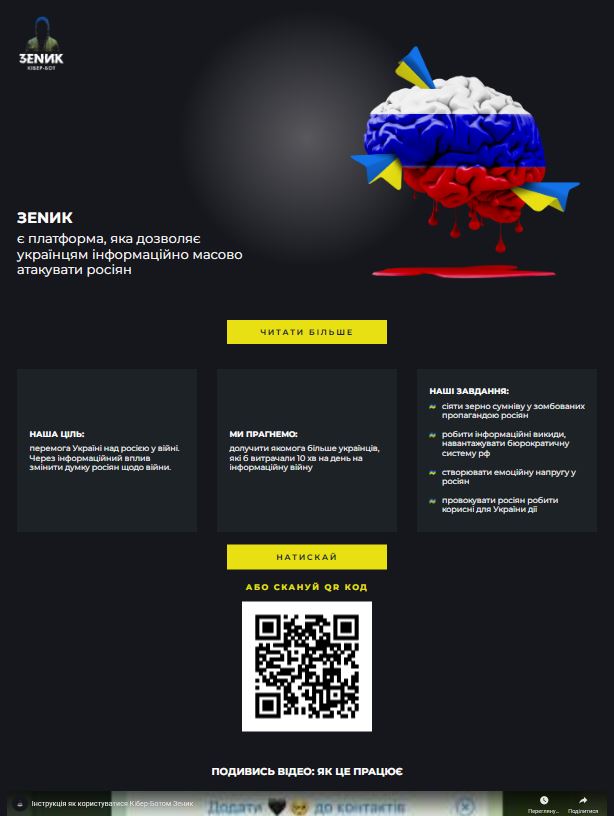 ЗЕNИК
КІБЕР-БОТ
ЗЕNИК
є платформа, яка дозволяє
українцям інформаційно масово
атакувати росіян
ЧИТАТИ БІЛЬШЕ
НАША ЦІЛЬ:
перемога Україні над росією у війні.
Через інформаційний вплив
змінити думку росіян щодо війни.
МИ ПРАГНЕМО:
долучити якомога більше українців,
які б витрачали 10 хв на день на
інформаційну війну
НАШІ ЗАВДАННЯ:
сіяти зерно сумніву у зомбованих
пропагандою росіян
робити інформаційні викиди,
навантажувати бюрократичну
систему рф
створювати емоційну напругу у
росіян
провокувати росіян робити
корисні для України дії
НАТИСКАЙ
АБО СКАНУЙ QR КОД
ПОДИВИСЬ ВІДЕО: ЯК ЦЕ ПРАЦЮЄ
Інструкція як користуватися Кібер-Ботом Зеник
Перегляну...
Поділитися
Додати 🖤 😼 до контактів